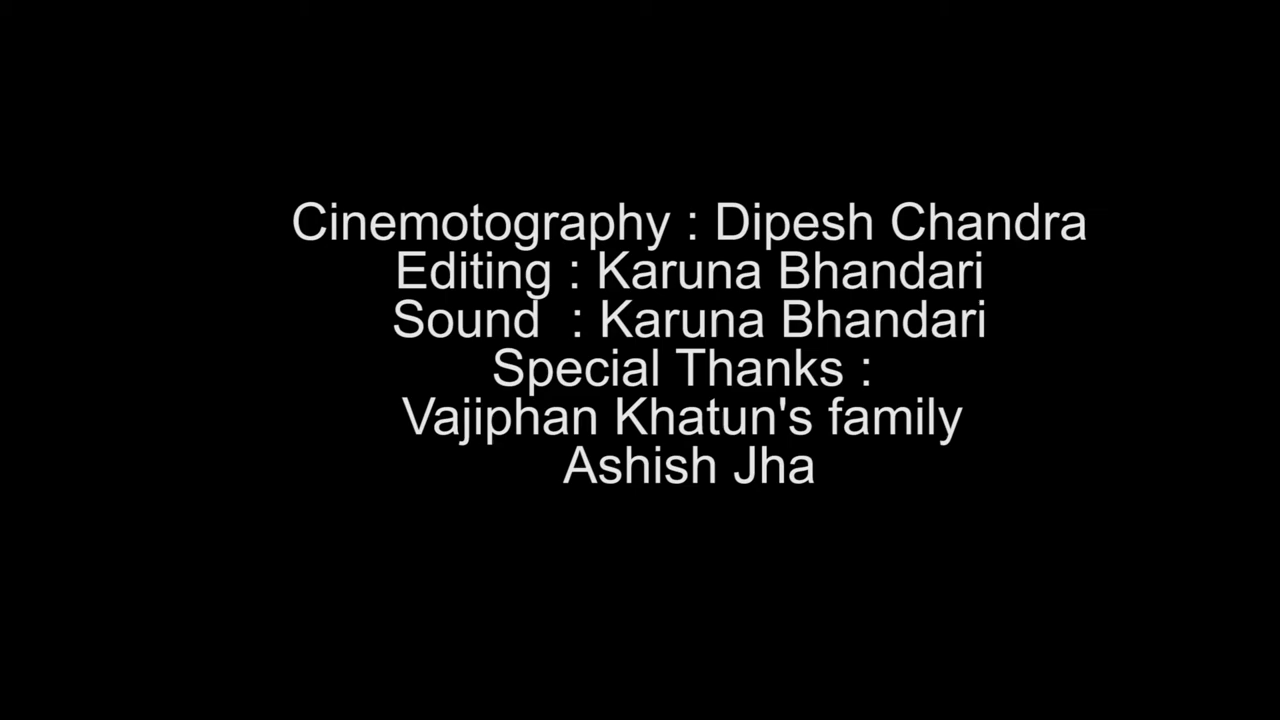 Cinemotography : Dipesh Chandra
Editing : Karuna Bhandari
Sound  : Karuna Bhandari
Special Thanks :
Vajiphan Khatun's family
Ashish Jha